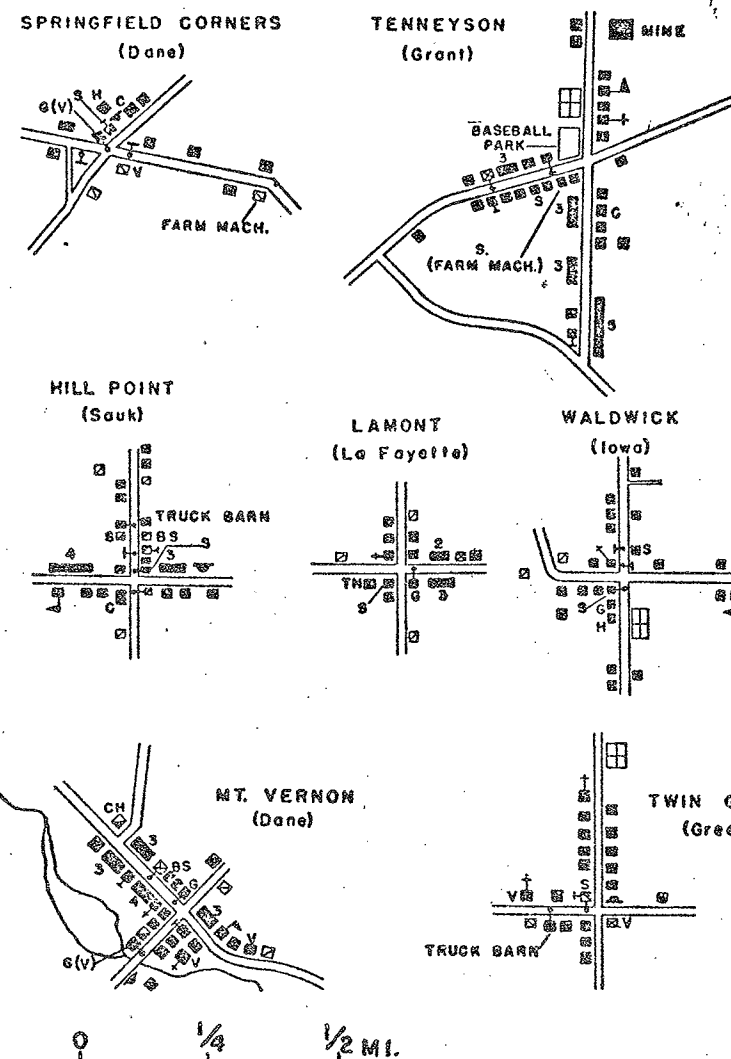 SPRINGFIELD CORNERS
(Dane)
S H
G(V)
C
V
FARM MACH.
TENNEYSON
(Grant)
MINE
BASEBALL
PARK
3
S
S.
(FARM MACH.)
3
G
3
HILL POINT
(Sauk)
TRUCK BARN
S
BS
S
3
4
C
LAMONT
(La Fayette)
2
TN
S
G
WALDWICK
(Iowa)
S
S
G
H
MT. VERNON
(Dane)
CH
3
BS
G
3
3
V
G(V)
V
TWIN
(Gree
S
V
V
TRUCK BARN
0 1/4 1/2 MI.